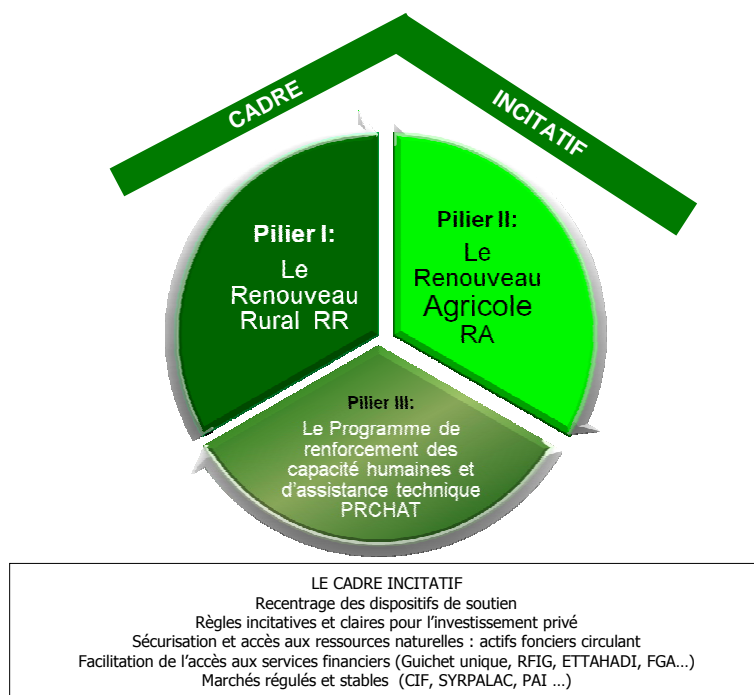 CADRE
INCITATIF
Pilier I:
Le
Renouveau
Rural RR
Pilier II:
Le
Renouveau
Agricole
RA
Pilier III:
Le Programme de
renforcement des
capacité humaines et
d'assistance technique
PRCHAT
LE CADRE INCITATIF
Recentrage des dispositifs de soutien
Règles incitatives et claires pour l'investissement privé
Sécurisation et accès aux ressources naturelles : actifs fonciers circulant
Facilitation de l'accès aux services financiers (Guichet unique, RFIG, ETTAHADI, FGA...)
Marchés régulés et stables (CIF, SYRPALAC, PAI ...)